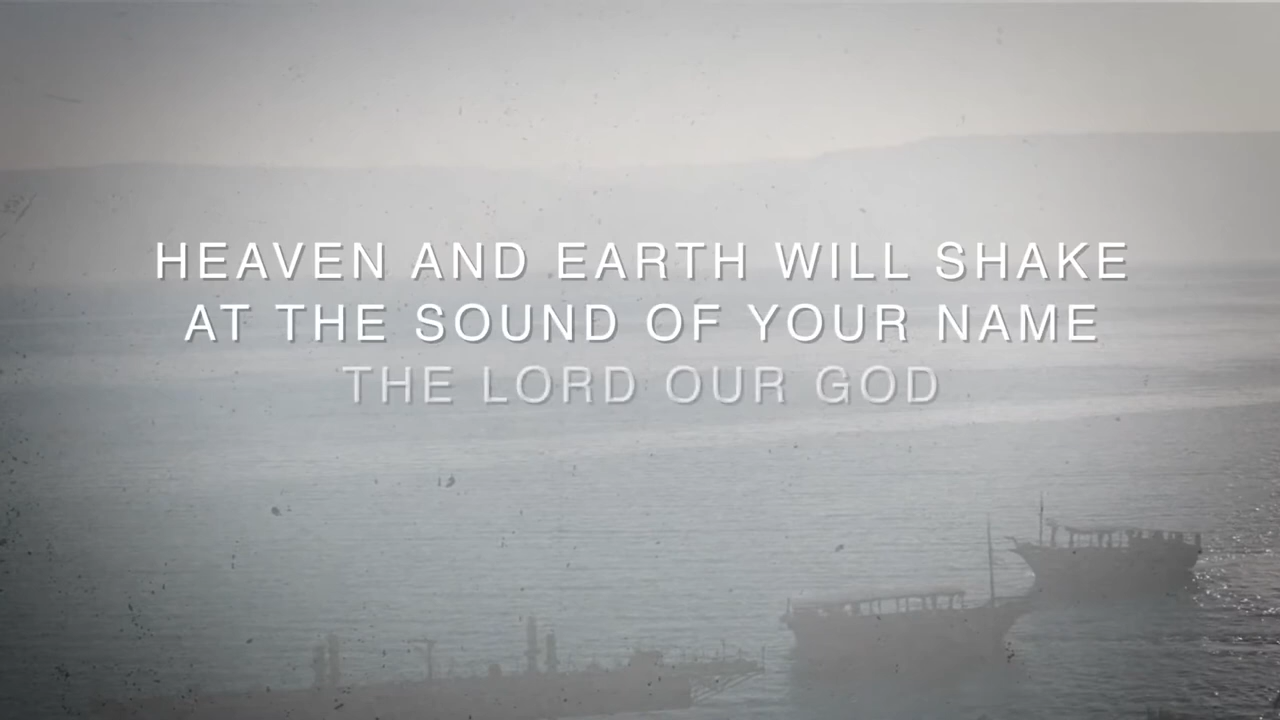 HEAVEN AND EARTH WILL SHAKE
AT THE SOUND OF YOUR NAME
THE LORD OUR GOD